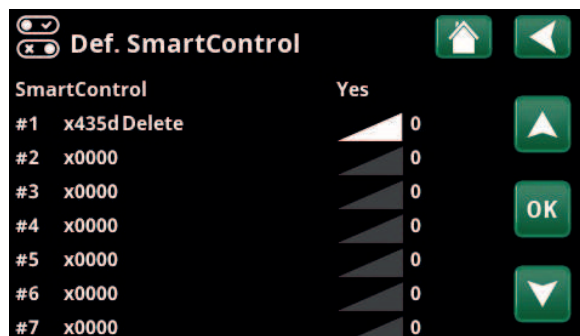 Def. SmartControl
SmartControl Yes
#1 x435d Delete 0
#2 x0000 0
#3 x0000 0
#4 x0000 0
#5 x0000 0
#6 x0000 0
#7 x0000 0
OK